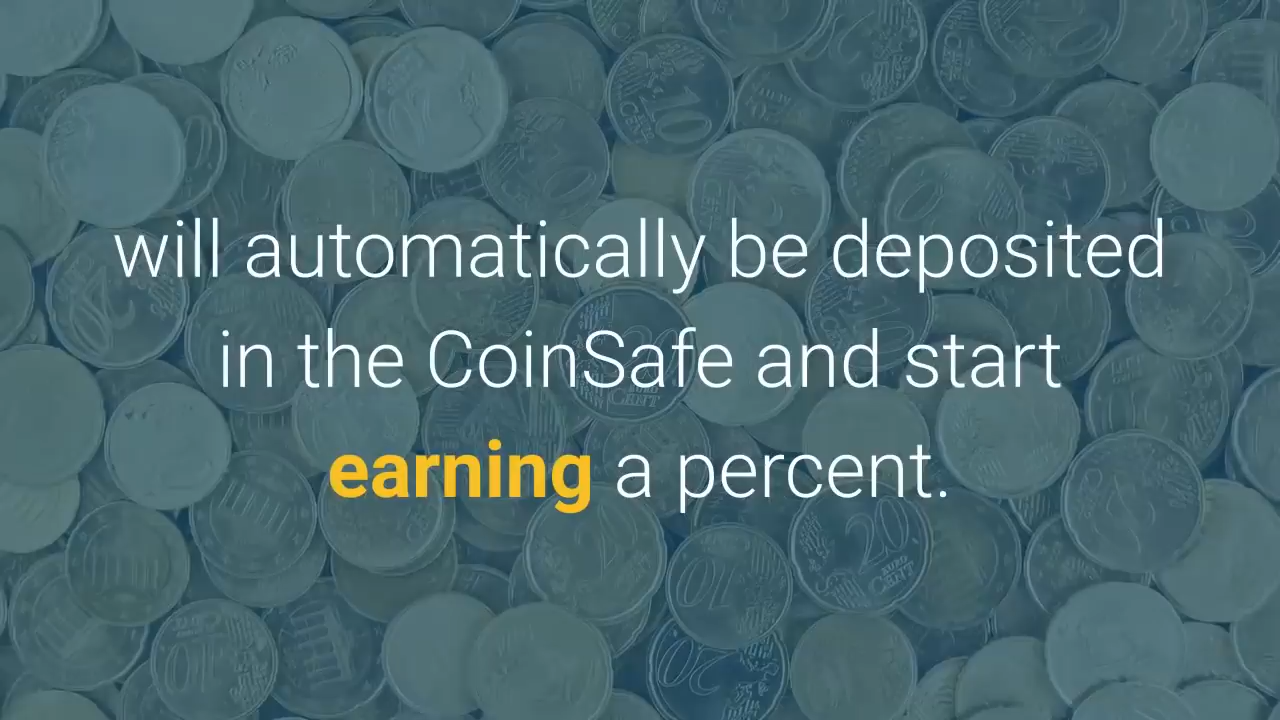 will automatically be deposited
in the CoinSafe and start
earning a percent.